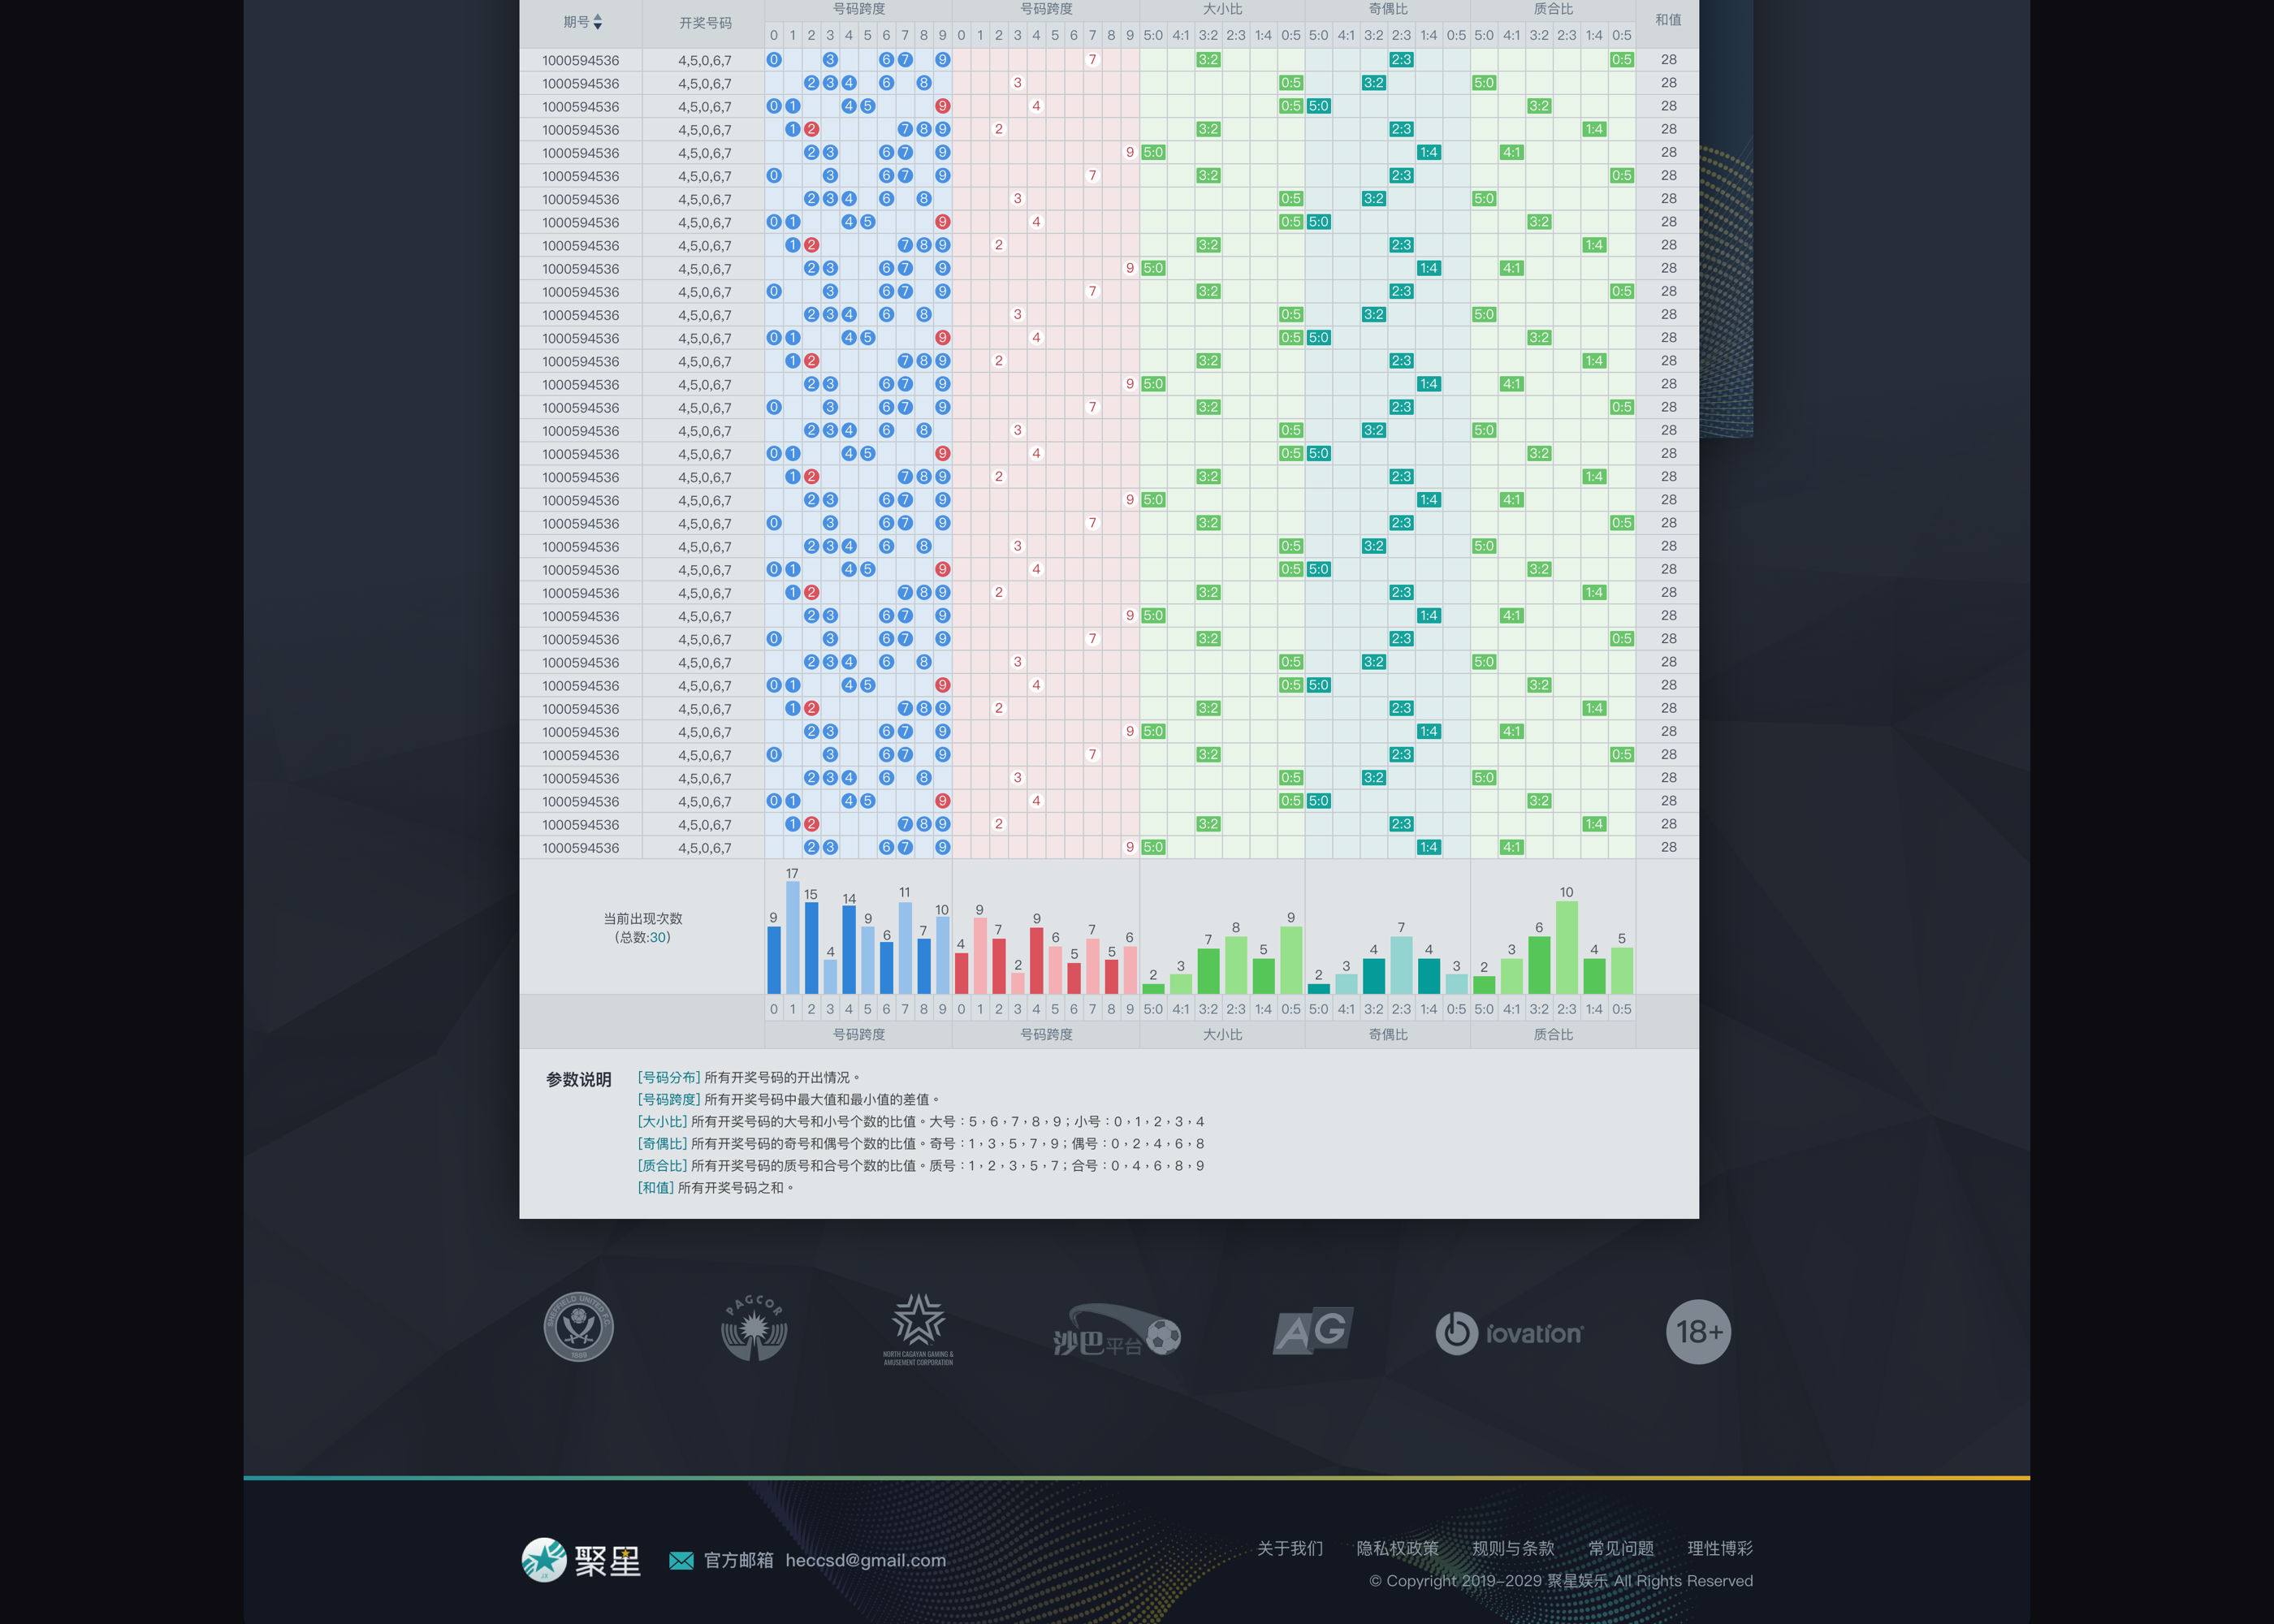 期号 开奖号码 号码跨度 号码跨度 大小比 奇偶比 质合比 和值
0 1 2 3 4 5 6 7 8 9 0 1 2 3 4 5 6 7 8 9 5:0 4:1 3:2 2:3 1:4 0:5 5:0 4:1 3:2 2:3 1:4 0:5 5:0 4:1 3:2 2:3 1:4 0:5
1000594536 4,5,0,6,7 0 3 6 7 9 7 3:2 2:3 0:5 28
1000594536 4,5,0,6,7 2 3 4 6 8 3 0:5 3:2 5:0 28
1000594536 4,5,0,6,7 0 1 4 5 9 4 0:5 5:0 3:2 28
1000594536 4,5,0,6,7 1 2 7 8 9 2 3:2 2:3 1:4 28
1000594536 4,5,0,6,7 2 3 6 7 9 9 5:0 1:4 4:1 28
1000594536 4,5,0,6,7 0 3 6 7 9 7 3:2 2:3 0:5 28
1000594536 4,5,0,6,7 2 3 4 6 8 3 0:5 3:2 5:0 28
1000594536 4,5,0,6,7 0 1 4 5 9 4 0:5 5:0 3:2 28
1000594536 4,5,0,6,7 1 2 7 8 9 2 3:2 2:3 1:4 28
1000594536 4,5,0,6,7 2 3 6 7 9 9 5:0 1:4 4:1 28
1000594536 4,5,0,6,7 0 3 6 7 9 7 3:2 2:3 0:5 28
1000594536 4,5,0,6,7 2 3 4 6 8 3 0:5 3:2 5:0 28
1000594536 4,5,0,6,7 0 1 4 5 9 4 0:5 5:0 3:2 28
1000594536 4,5,0,6,7 1 2 7 8 9 2 3:2 2:3 1:4 28
1000594536 4,5,0,6,7 2 3 6 7 9 9 5:0 1:4 4:1 28
1000594536 4,5,0,6,7 0 3 6 7 9 7 3:2 2:3 0:5 28
1000594536 4,5,0,6,7 2 3 4 6 8 3 0:5 3:2 5:0 28
1000594536 4,5,0,6,7 0 1 4 5 9 4 0:5 5:0 3:2 28
1000594536 4,5,0,6,7 1 2 7 8 9 2 3:2 2:3 1:4 28
1000594536 4,5,0,6,7 2 3 6 7 9 9 5:0 1:4 4:1 28
1000594536 4,5,0,6,7 0 3 6 7 9 7 3:2 2:3 0:5 28
1000594536 4,5,0,6,7 2 3 4 6 8 3 0:5 3:2 5:0 28
1000594536 4,5,0,6,7 0 1 4 5 9 4 0:5 5:0 3:2 28
1000594536 4,5,0,6,7 1 2 7 8 9 2 3:2 2:3 1:4 28
1000594536 4,5,0,6,7 2 3 6 7 9 9 5:0 1:4 4:1 28
1000594536 4,5,0,6,7 0 3 6 7 9 7 3:2 2:3 0:5 28
1000594536 4,5,0,6,7 2 3 4 6 8 3 0:5 3:2 5:0 28
1000594536 4,5,0,6,7 0 1 4 5 9 4 0:5 5:0 3:2 28
1000594536 4,5,0,6,7 1 2 7 8 9 2 3:2 2:3 1:4 28
1000594536 4,5,0,6,7 2 3 6 7 9 9 5:0 1:4 4:1 28
1000594536 4,5,0,6,7 0 3 6 7 9 7 3:2 2:3 0:5 28
1000594536 4,5,0,6,7 2 3 4 6 8 3 0:5 3:2 5:0 28
1000594536 4,5,0,6,7 0 1 4 5 9 4 0:5 5:0 3:2 28
1000594536 4,5,0,6,7 1 2 7 8 9 2 3:2 2:3 1:4 28
1000594536 4,5,0,6,7 2 3 6 7 9 9 5:0 1:4 4:1 28
当前出现次数
(总数:30)
9 17 15 4 14 9 6 11 7 10 4 9 7 2 9 6 5 7 5 6 2 3 7 8 5 9 2 3 4 7 4 3 2 3 6 10 4 5
0 1 2 3 4 5 6 7 8 9 0 1 2 3 4 5 6 7 8 9 5:0 4:1 3:2 2:3 1:4 0:5 5:0 4:1 3:2 2:3 1:4 0:5 5:0 4:1 3:2 2:3 1:4 0:5
号码跨度 号码跨度 大小比 奇偶比 质合比
参数说明
[号码分布] 所有开奖号码的开出情况。
[号码跨度] 所有开奖号码中最大值和最小值的差值。
[大小比] 所有开奖号码的大号和小号个数的比值。大号：5，6，7，8，9；小号：0，1，2，3，4
[奇偶比] 所有开奖号码的奇号和偶号个数的比值。奇号：1，3，5，7，9；偶号：0，2，4，6，8
[质合比] 所有开奖号码的质号和合号个数的比值。质号：1，2，3，5，7；合号：0，4，6，8，9
[和值] 所有开奖号码之和。
SHEFFIELD UNITED F.C.
1889
PAGCOR
NORTH CAGAYAN GAMING &
AMUSEMENT CORPORATION
沙巴平台
AG
iovation
18+
聚星
官方邮箱 heccsd@gmail.com
关于我们 隐私权政策 规则与条款 常见问题 理性博彩
© Copyright 2019–2029 聚星娱乐 All Rights Reserved